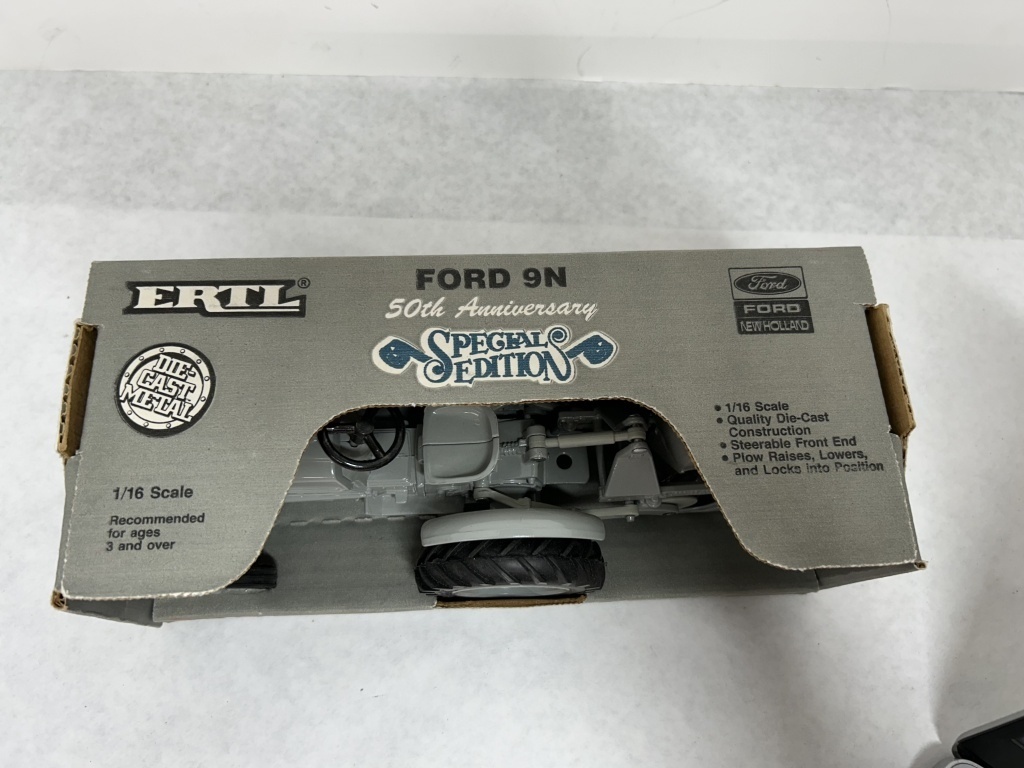 ERTL®
FORD 9N
50th Anniversary
SPECIAL
EDITION
Ford
FORD
NEW HOLLAND
DIE-
CAST
METAL
1/16 Scale
Recommended
for ages
3 and over
• 1/16 Scale
• Quality Die-Cast
Construction
• Steerable Front End
• Plow Raises, Lowers,
and Locks Into Position